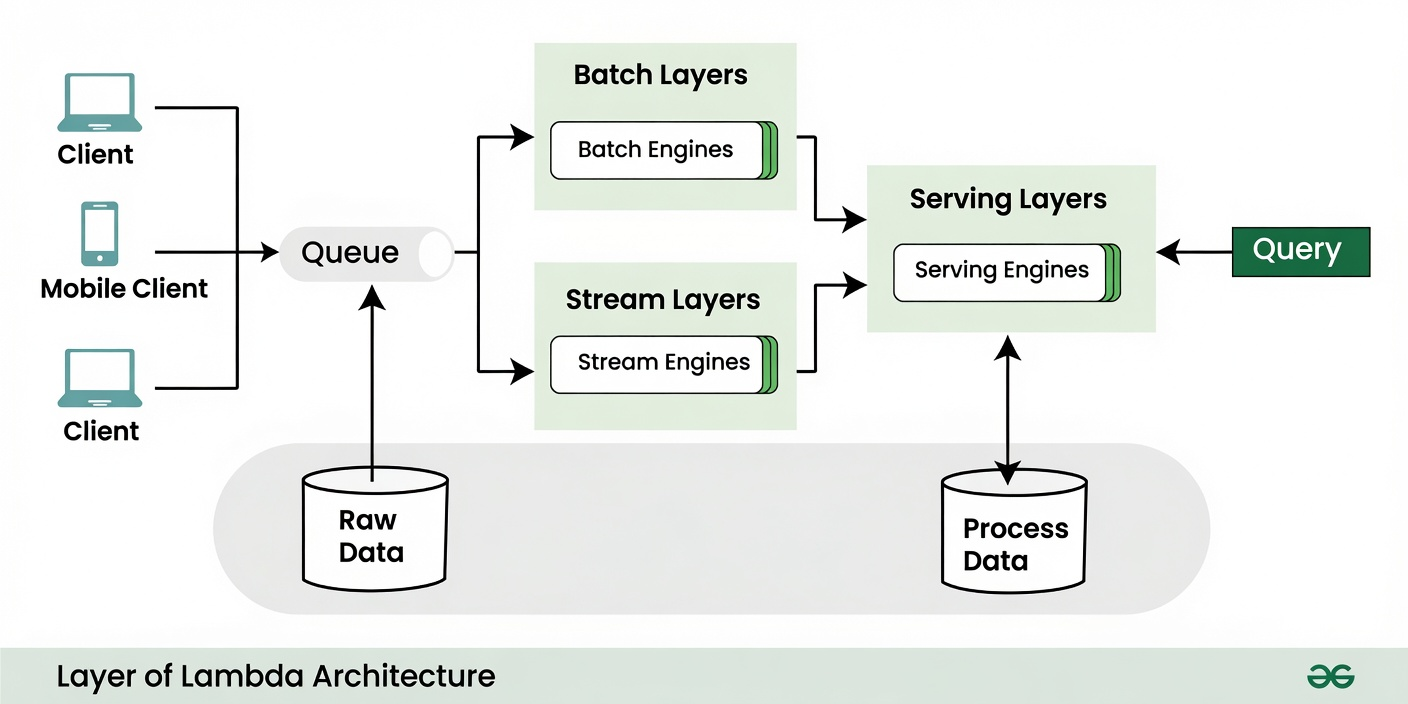 Client
Mobile Client
Client
Queue
Batch Layers
Batch Engines
Stream Layers
Stream Engines
Serving Layers
Serving Engines
Query
Raw
Data
Process
Data
Layer of Lambda Architecture